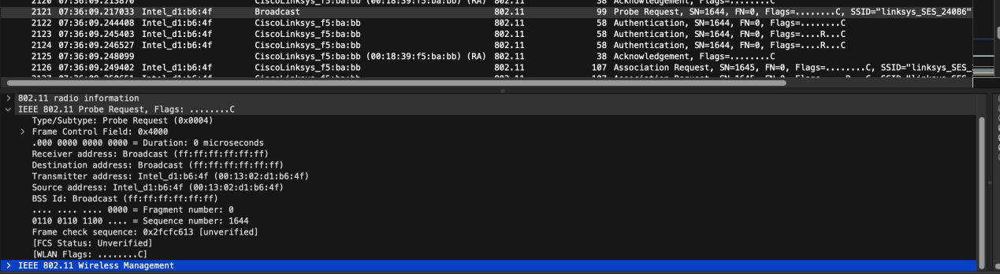 2120 07:36:09.213870 CiscoLinksys_f5:ba:bb (00:18:39:f5:ba:bb) (RA) 802.11 38 Acknowledgement, Flags=........C
2121 07:36:09.217033 Intel_d1:b6:4f Broadcast 802.11 99 Probe Request, SN=1644, FN=0, Flags=........C, SSID="linksys_SES_24086"
2122 07:36:09.244408 Intel_d1:b6:4f CiscoLinksys_f5:ba:bb 802.11 58 Authentication, SN=1644, FN=0, Flags=........C
2123 07:36:09.245403 Intel_d1:b6:4f CiscoLinksys_f5:ba:bb 802.11 58 Authentication, SN=1644, FN=0, Flags=....R...C
2124 07:36:09.246527 Intel_d1:b6:4f CiscoLinksys_f5:ba:bb 802.11 58 Authentication, SN=1644, FN=0, Flags=....R...C
2125 07:36:09.248099 CiscoLinksys_f5:ba:bb (00:18:39:f5:ba:bb) (RA) 802.11 38 Acknowledgement, Flags=........C
2126 07:36:09.249402 Intel_d1:b6:4f CiscoLinksys_f5:ba:bb 802.11 107 Association Request, SN=1645, FN=0, Flags=........C, SSID="linksys_SES_
802.11 radio information
IEEE 802.11 Probe Request, Flags: ........C
Type/Subtype: Probe Request (0x0004)
Frame Control Field: 0x4000
.000 0000 0000 0000 = Duration: 0 microseconds
Receiver address: Broadcast (ff:ff:ff:ff:ff:ff)
Destination address: Broadcast (ff:ff:ff:ff:ff:ff)
Transmitter address: Intel_d1:b6:4f (00:13:02:d1:b6:4f)
Source address: Intel_d1:b6:4f (00:13:02:d1:b6:4f)
BSS Id: Broadcast (ff:ff:ff:ff:ff:ff)
.... .... .... 0000 = Fragment number: 0
0110 0110 1100 .... = Sequence number: 1644
Frame check sequence: 0x2fcfc613 [unverified]
[FCS Status: Unverified]
[WLAN Flags: ........C]
IEEE 802.11 Wireless Management